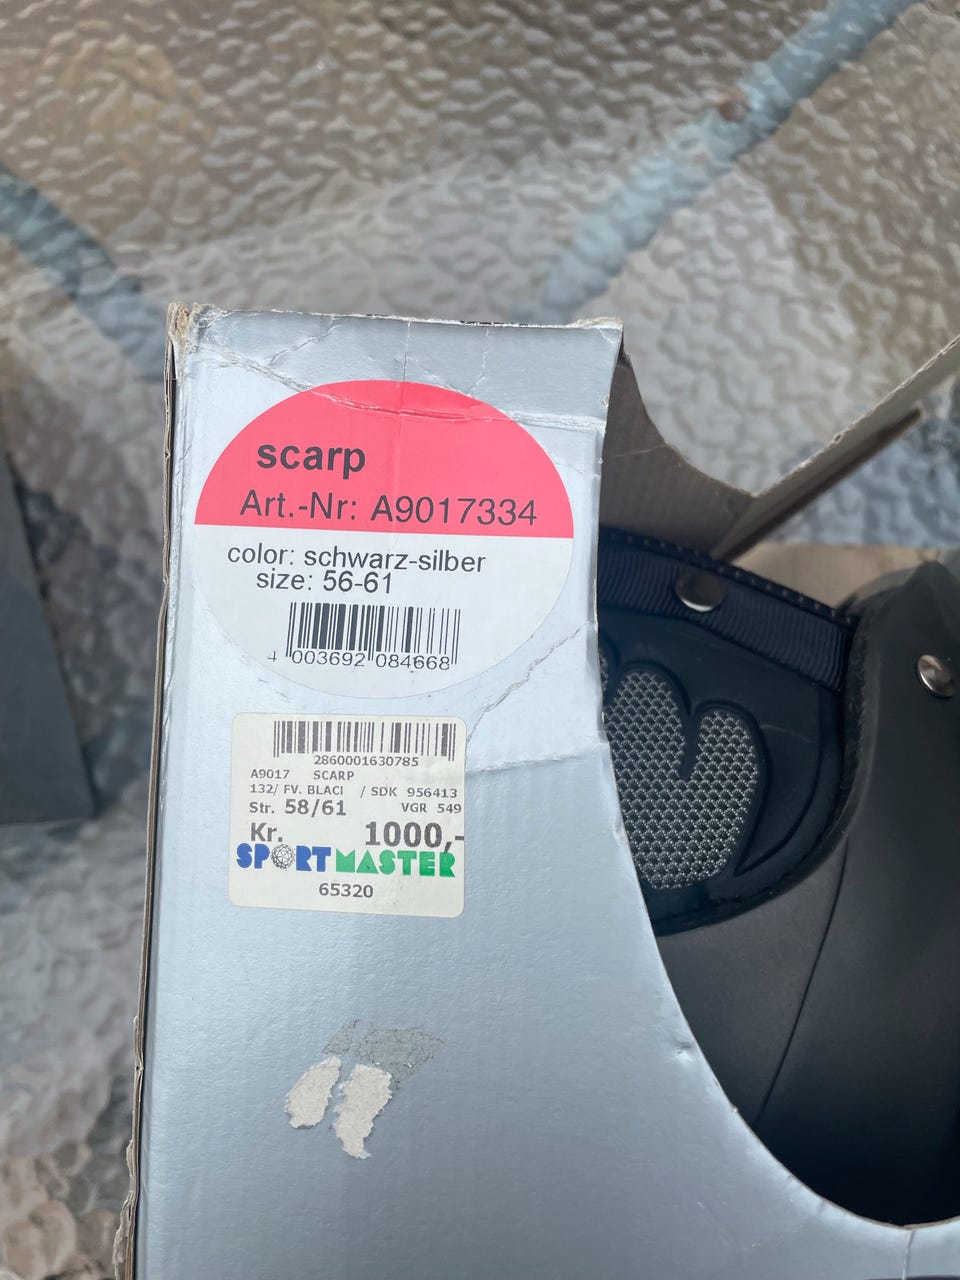 scarp
Art.-Nr: A9017334
color: schwarz-silber
size: 56-61
4 003692 084668
2860001630785
A9017 SCARP
132/ FV. BLACI / SDK 956413
Str. 58/61 VGR 549
Kr. 1000,-
SPORTMASTER
65320